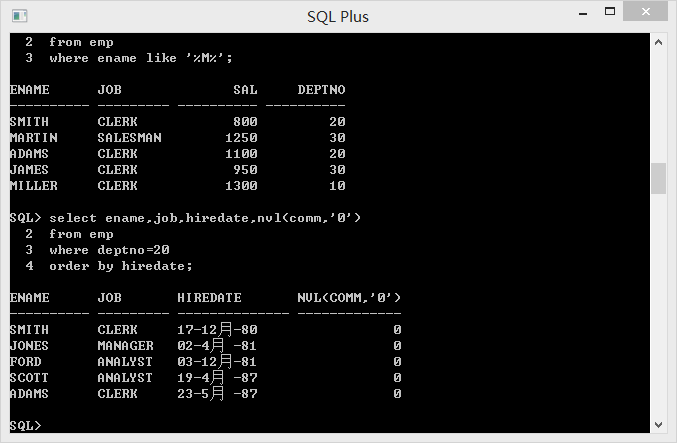 SQL Plus
  2  from emp
  3  where ename like '%M%';
ENAME      JOB              SAL     DEPTNO
---------- --------- ---------- ----------
SMITH      CLERK            800         20
MARTIN     SALESMAN        1250         30
ADAMS      CLERK           1100         20
JAMES      CLERK            950         30
MILLER     CLERK           1300         10
SQL> select ename,job,hiredate,nvl(comm,'0')
  2  from emp
  3  where deptno=20
  4  order by hiredate;
ENAME      JOB       HIREDATE       NVL(COMM,'0')
---------- --------- -------------- -------------
SMITH      CLERK     17-12月-80                 0
JONES      MANAGER   02-4月 -81                 0
FORD       ANALYST   03-12月-81                 0
SCOTT      ANALYST   19-4月 -87                 0
ADAMS      CLERK     23-5月 -87                 0
SQL>